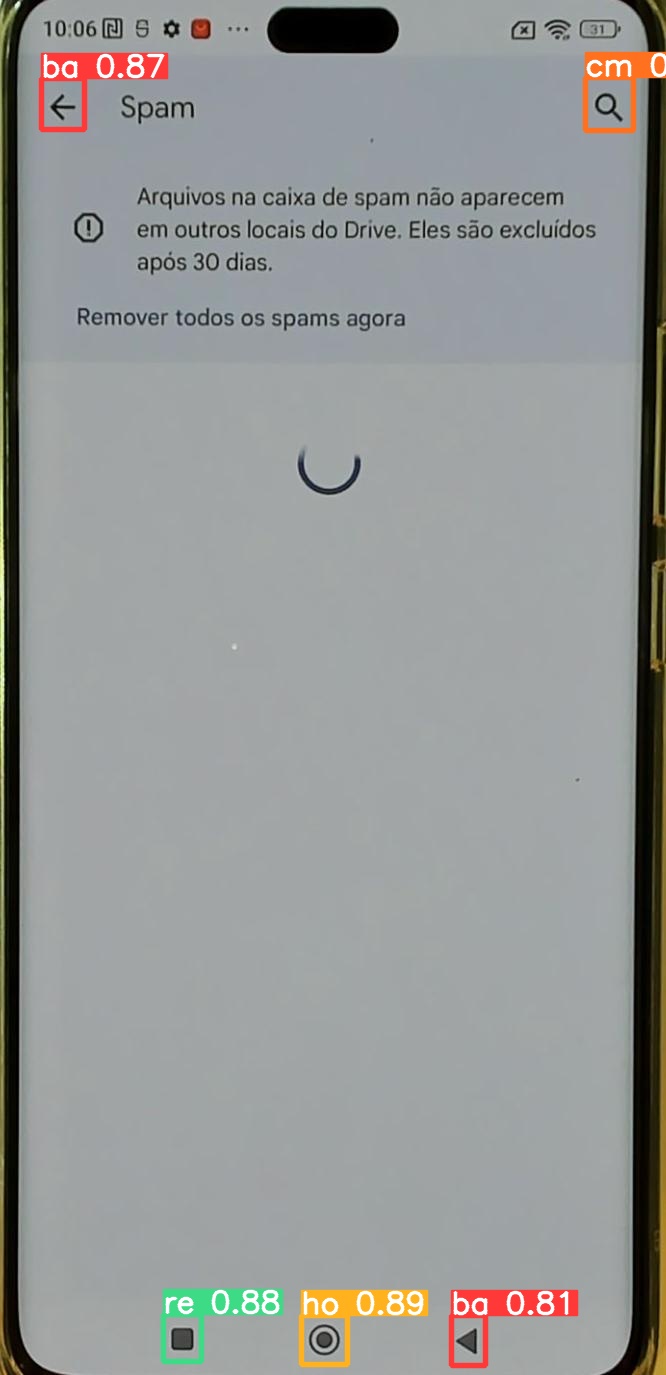 10:06
31
ba 0.87
cm 0
Spam
Arquivos na caixa de spam não aparecem
em outros locais do Drive. Eles são excluídos
após 30 dias.
Remover todos os spams agora
re 0.88
ho 0.89
ba 0.81